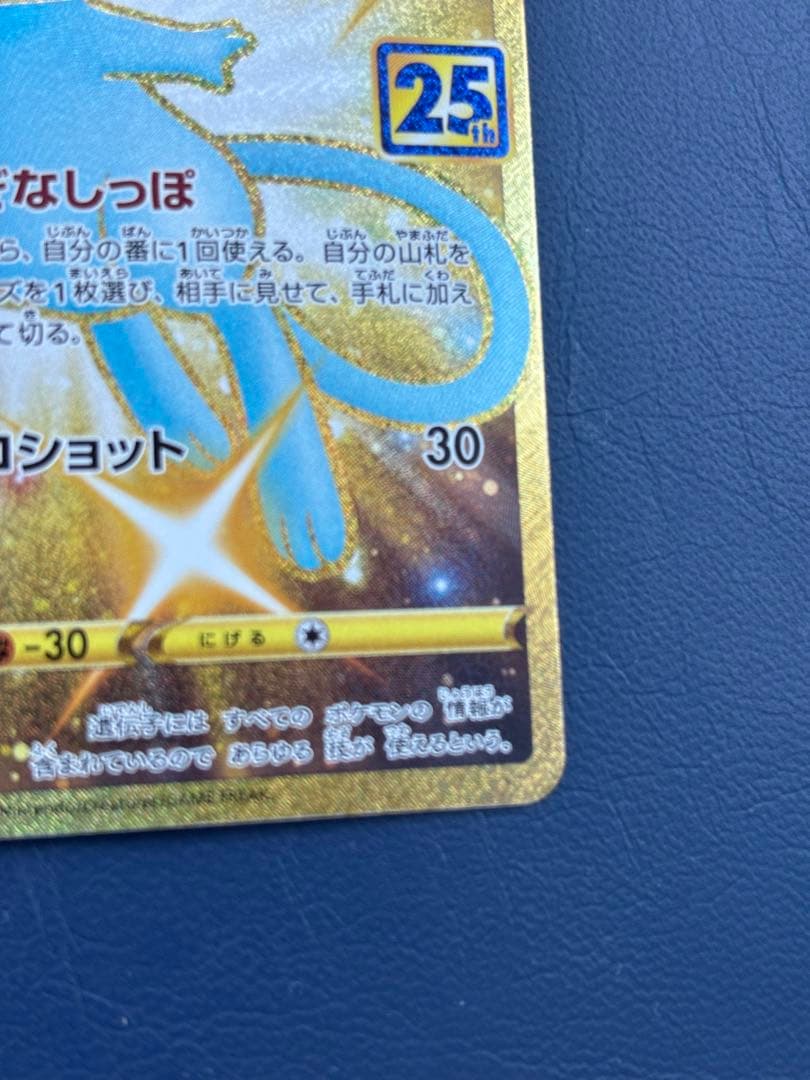 25th
ぞなしっぽ
ら、自分の番に1回使える。自分の山札を
ズを1枚選び、相手に見せて、手札に加え
て切る。
ロショット 30
-30 にげる
遺伝子には すべての ポケモンの 情報が
含まれているので あらゆる 技が 使えるという。
GAME FREAK.